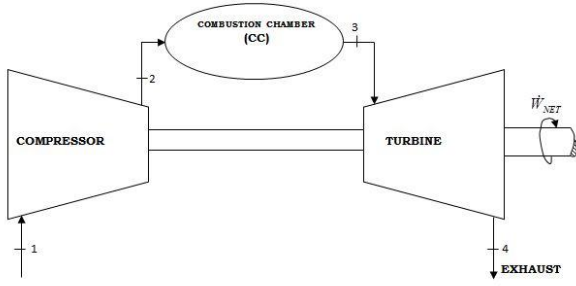 COMBUSTION CHAMBER
(CC)
3
2
Ẇ_NET
COMPRESSOR
TURBINE
1
4
EXHAUST